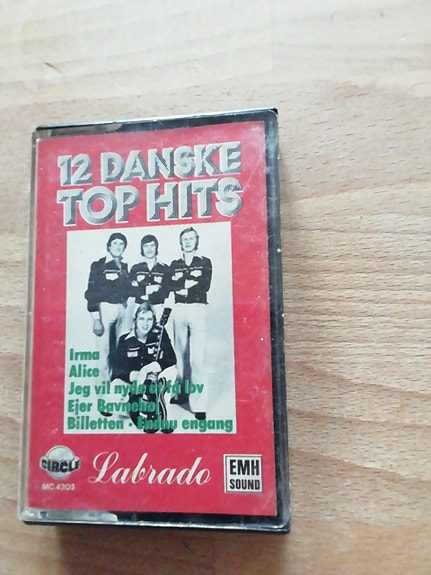 12 DANSKE
TOP HITS
Irma
Alice
Jeg vil nyde at få lov
Ejer Ravnehøj
Billetten · Endnu engang
CIRCLE
MC 4203
Labrado
EMH
SOUND